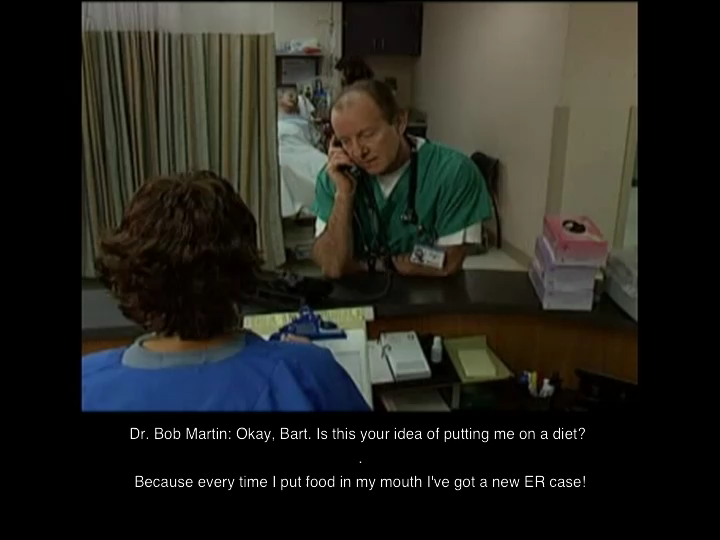 Dr. Bob Martin: Okay, Bart. Is this your idea of putting me on a diet?
.
Because every time I put food in my mouth I've got a new ER case!